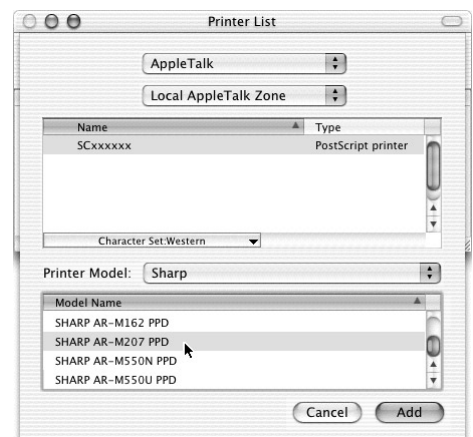 Printer List
AppleTalk
Local AppleTalk Zone
Name Type
SCxxxxxx PostScript printer
Character Set:Western
Printer Model: Sharp
Model Name
SHARP AR-M162 PPD
SHARP AR-M207 PPD
SHARP AR-M550N PPD
SHARP AR-M550U PPD
Cancel Add